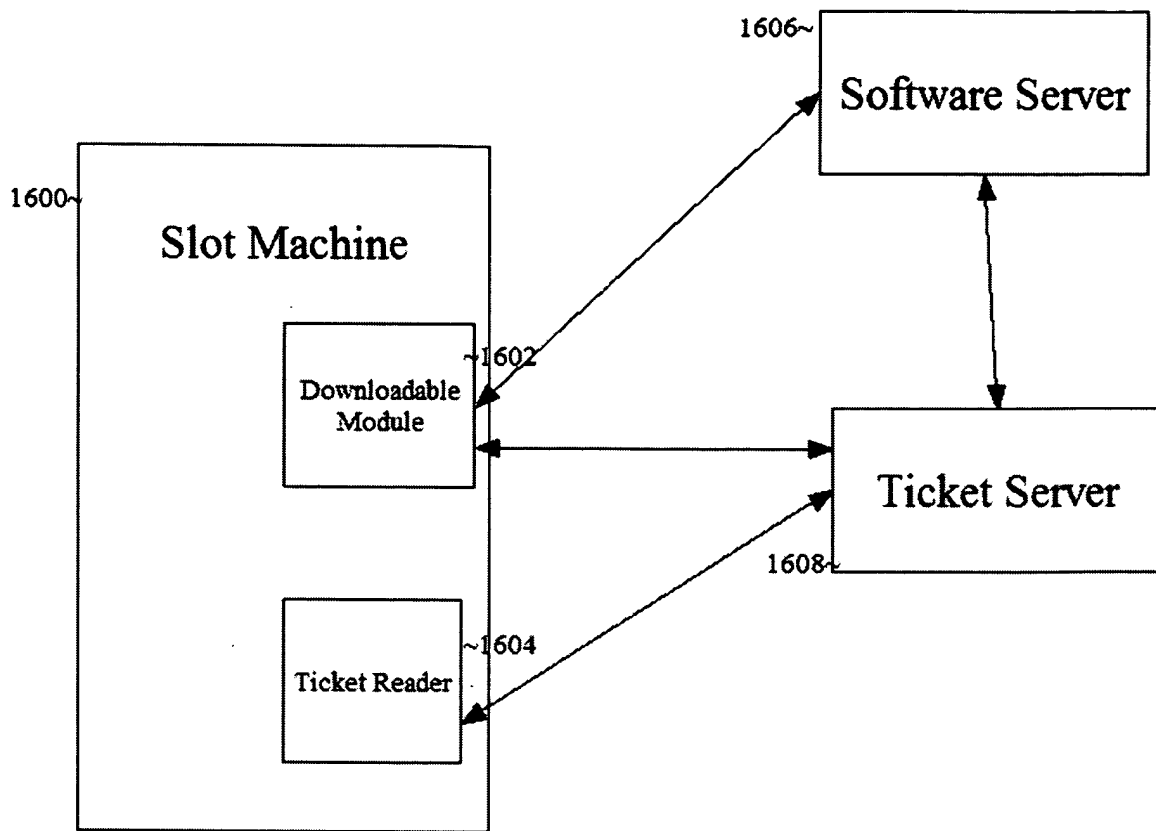 1606~
Software Server
1600~
Slot Machine
~1602
Downloadable
Module
Ticket Server
1608~
~1604
Ticket Reader